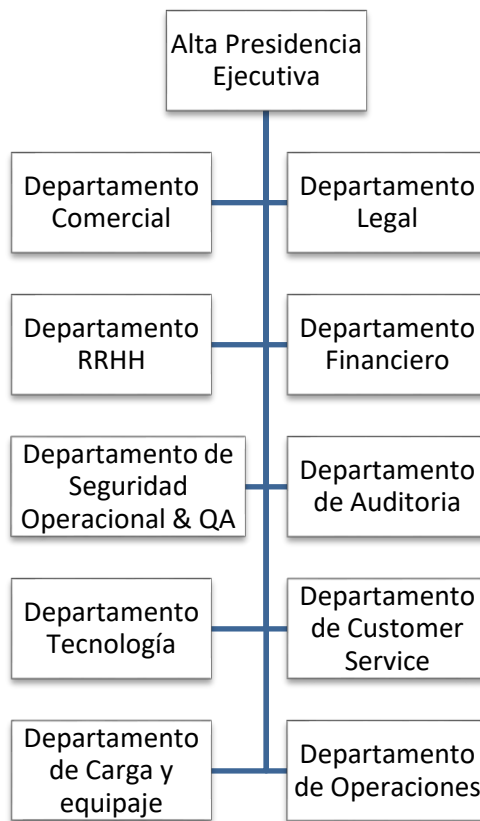 Alta Presidencia
Ejecutiva
Departamento
Comercial
Departamento
Legal
Departamento
RRHH
Departamento
Financiero
Departamento de
Seguridad
Operacional & QA
Departamento
de Auditoria
Departamento
Tecnología
Departamento
de Customer
Service
Departamento
de Carga y
equipaje
Departamento
de Operaciones